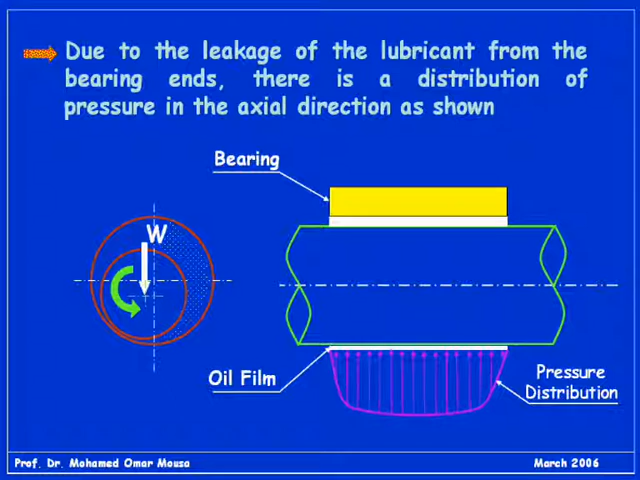 Due to the leakage of the lubricant from the
bearing ends, there is a distribution of
pressure in the axial direction as shown
Bearing
W
Oil Film
Pressure
Distribution
Prof. Dr. Mohamed Omar Mousa
March 2006